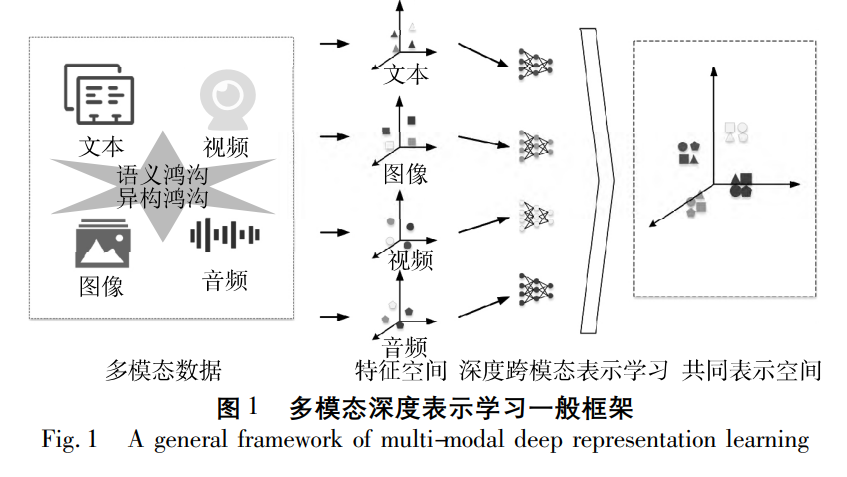 文本
视频
语义鸿沟
异构鸿沟
图像
音频
文本
图像
视频
音频
多模态数据
特征空间
深度跨模态表示学习
共同表示空间
图1 多模态深度表示学习一般框架
Fig. 1 A general framework of multi-modal deep representation learning